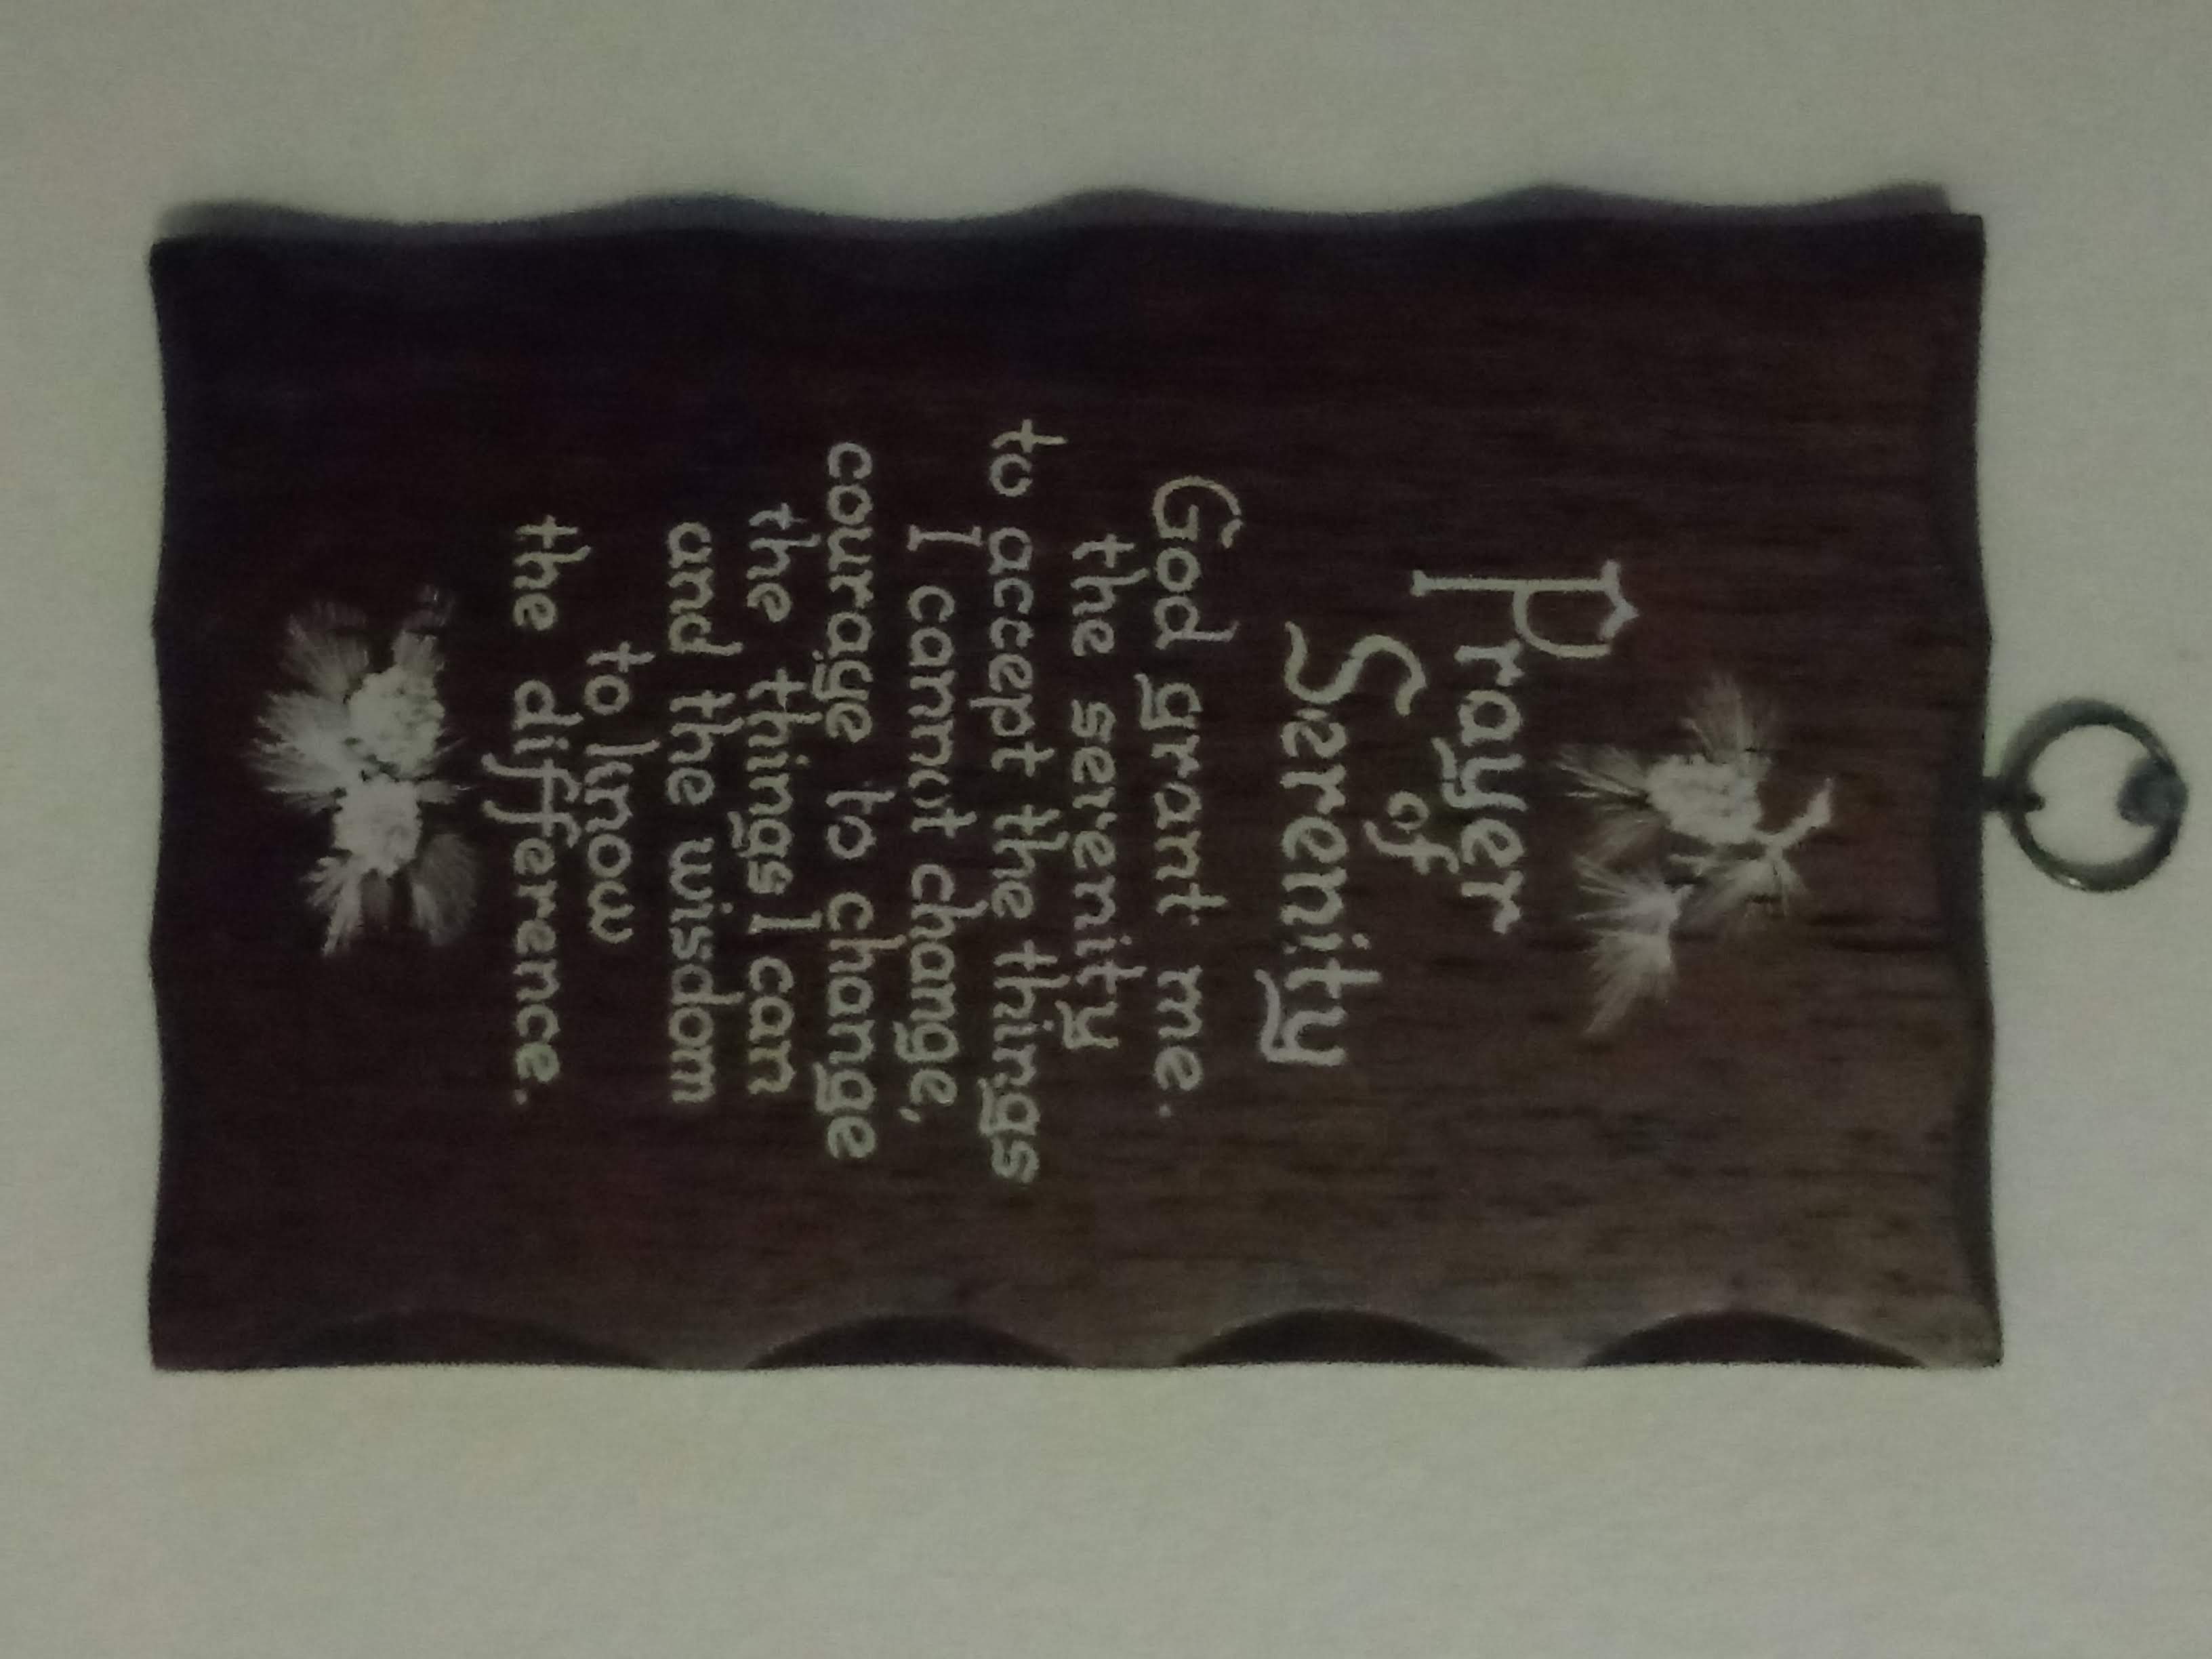 Prayer
of
Serenity
God grant me.
the serenity
to accept the things
I cannot change,
courage to change
the things I can
and the wisdom
to know
the difference.